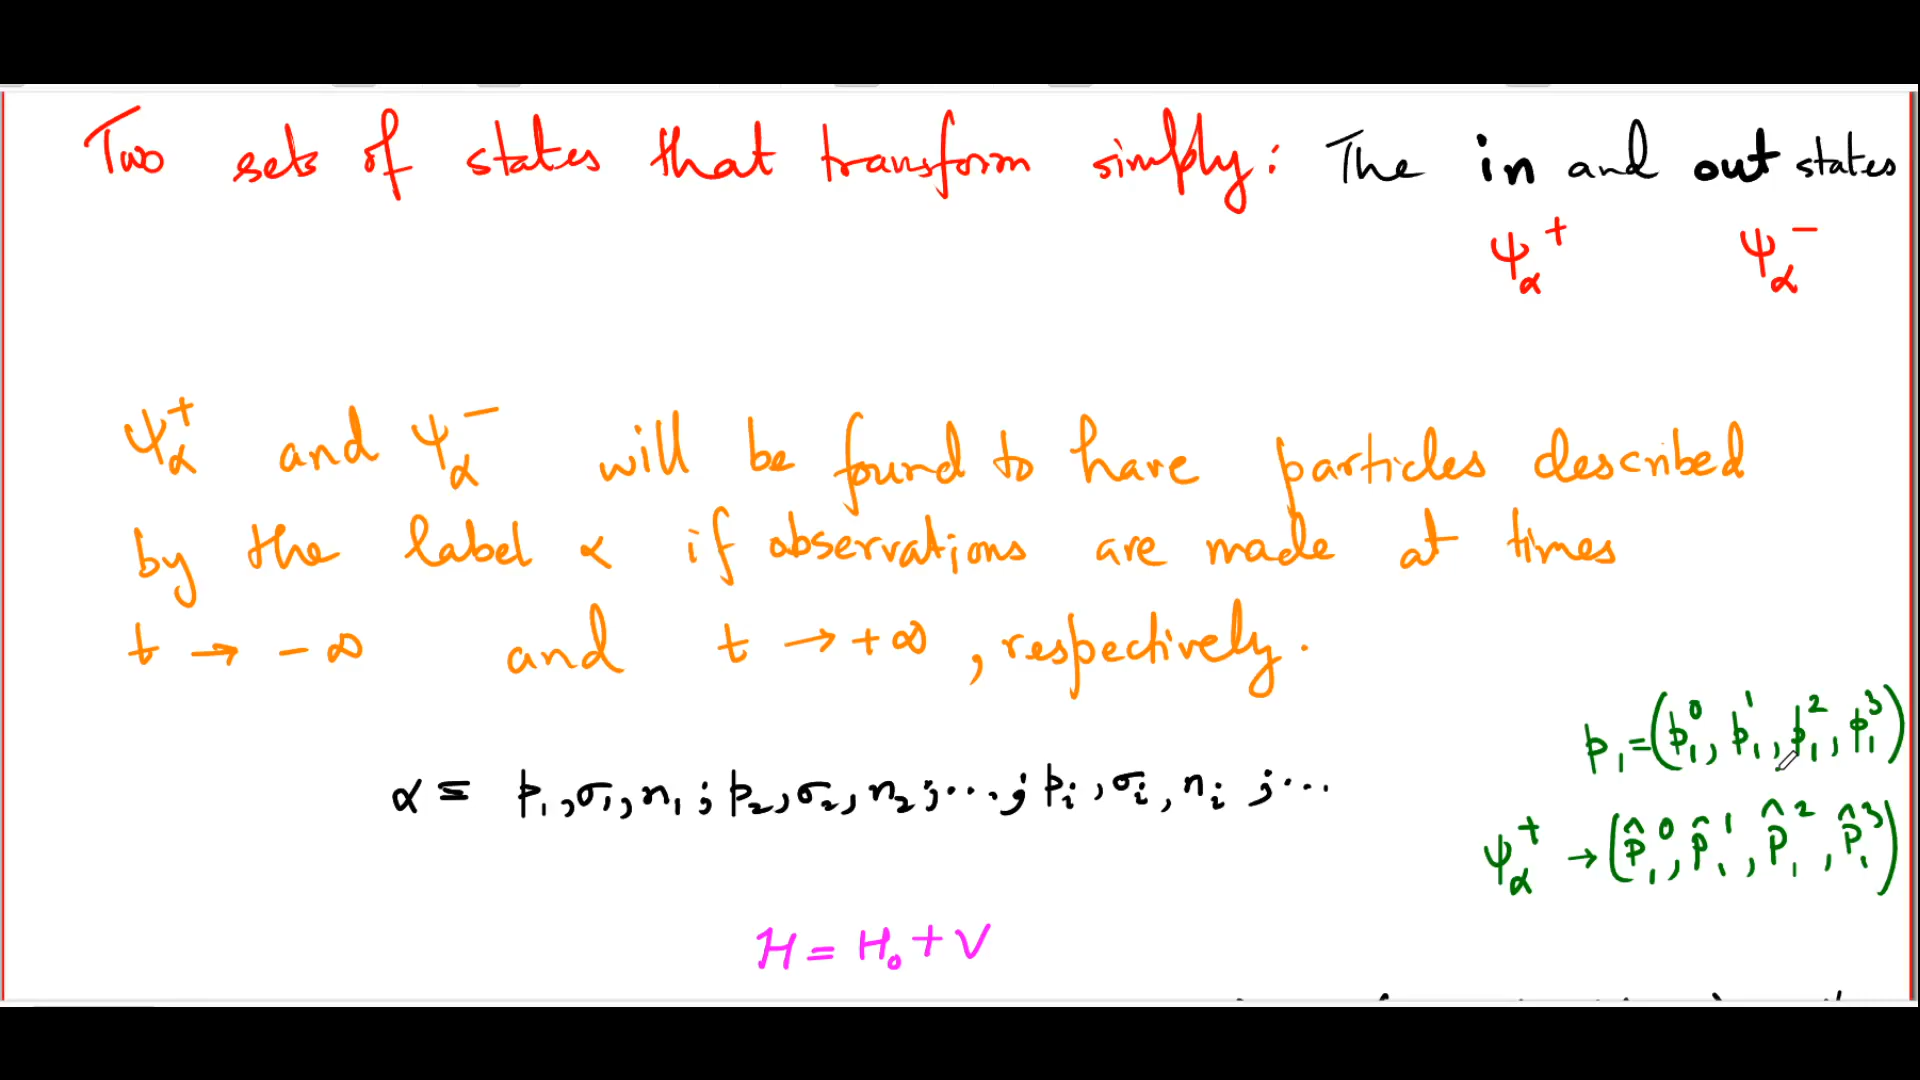 Two sets of states that transform simply: The in and out states
ψα⁺ ψα⁻
ψα⁺ and ψα⁻ will be found to have particles described
by the label α if observations are made at times
t → -∞ and t → +∞, respectively.
p₁ = (p₁⁰, p₁¹, p₁², p₁³)
α ≡ p₁, σ₁, n₁; p₂, σ₂, n₂; ...; pᵢ, σᵢ, nᵢ; ...
ψα⁺ → (p̂₁⁰, p̂₁¹, p̂₁², p̂₁³)
H = H₀ + V